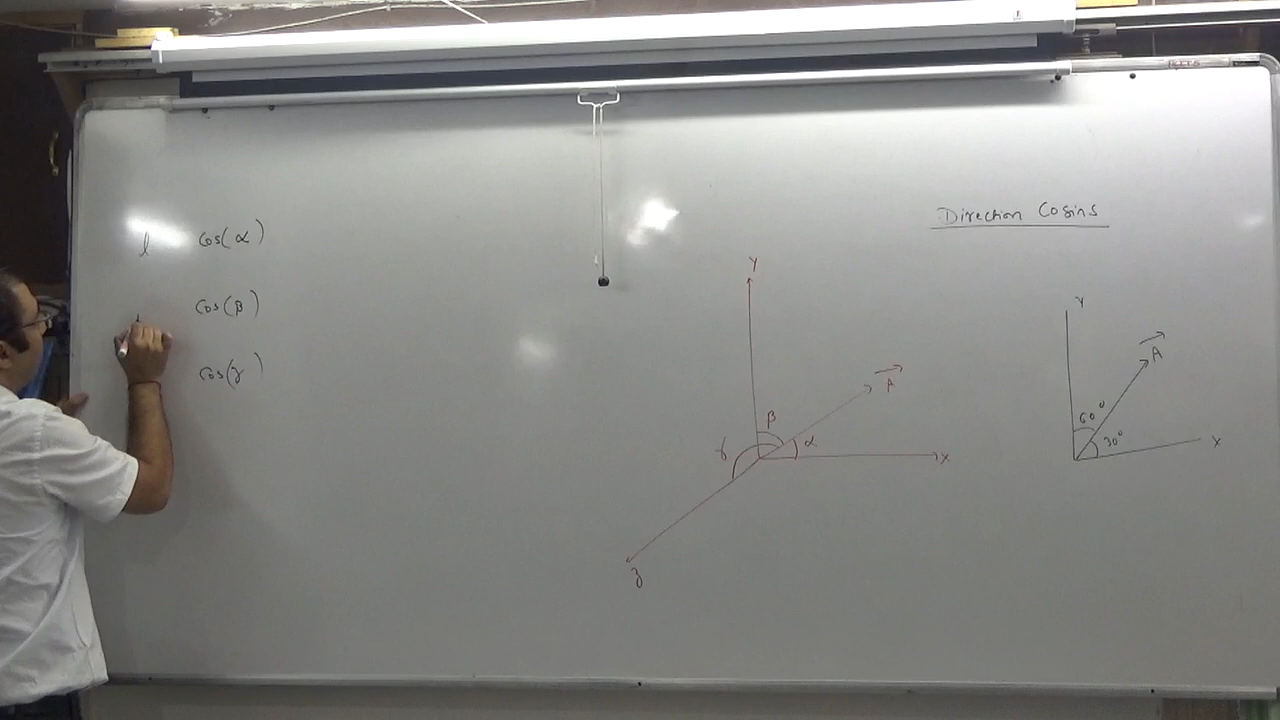 Direction Cosins
l cos(α)
cos(β)
cos(γ)
Y
A
β
α
γ
X
z
Y
A
60°
30°
X